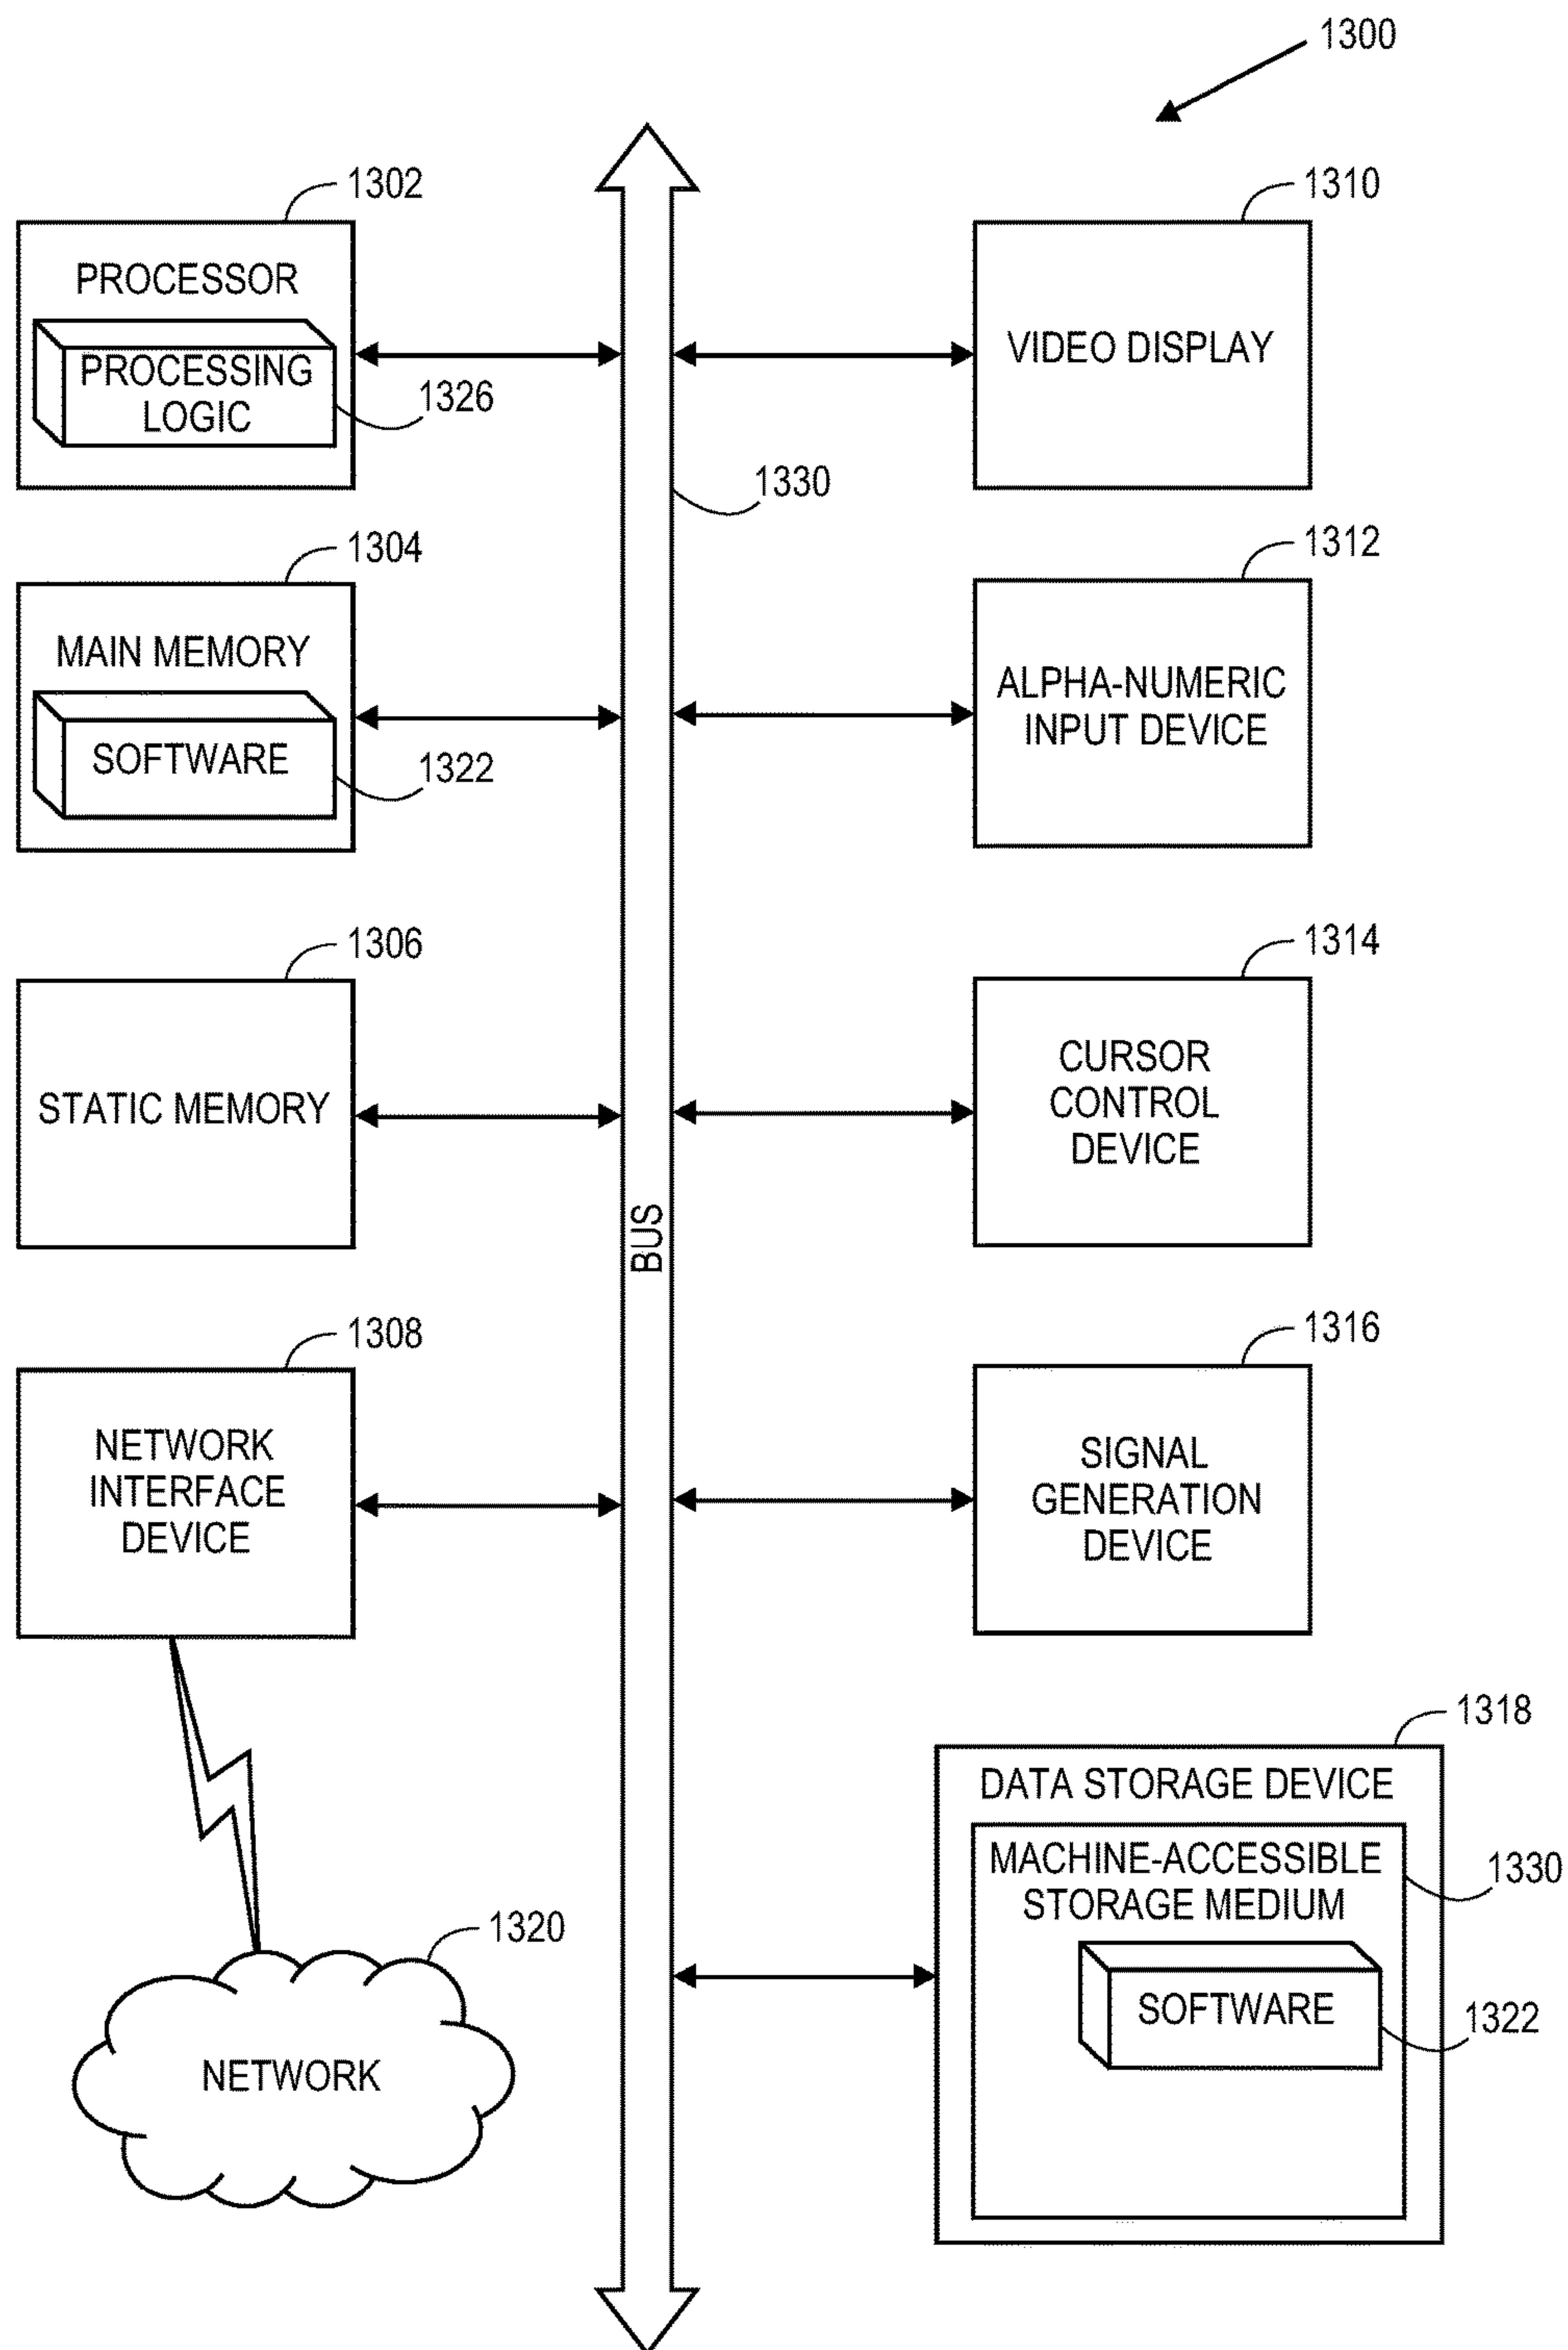 1300
1302
PROCESSOR
PROCESSING
LOGIC
1326
1310
VIDEO DISPLAY
1330
1304
MAIN MEMORY
SOFTWARE
1322
1312
ALPHA-NUMERIC
INPUT DEVICE
1306
STATIC MEMORY
1314
CURSOR
CONTROL
DEVICE
BUS
1308
NETWORK
INTERFACE
DEVICE
1316
SIGNAL
GENERATION
DEVICE
1318
DATA STORAGE DEVICE
MACHINE-ACCESSIBLE
STORAGE MEDIUM
1330
SOFTWARE
1322
1320
NETWORK